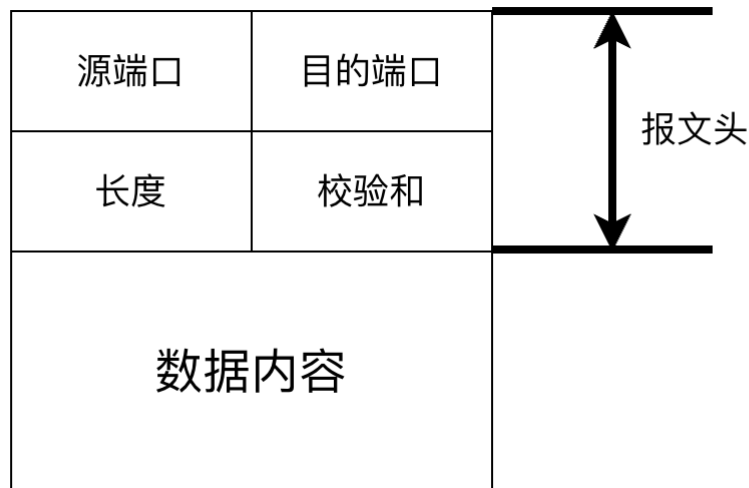 源端口
目的端口
报文头
长度
校验和
数据内容